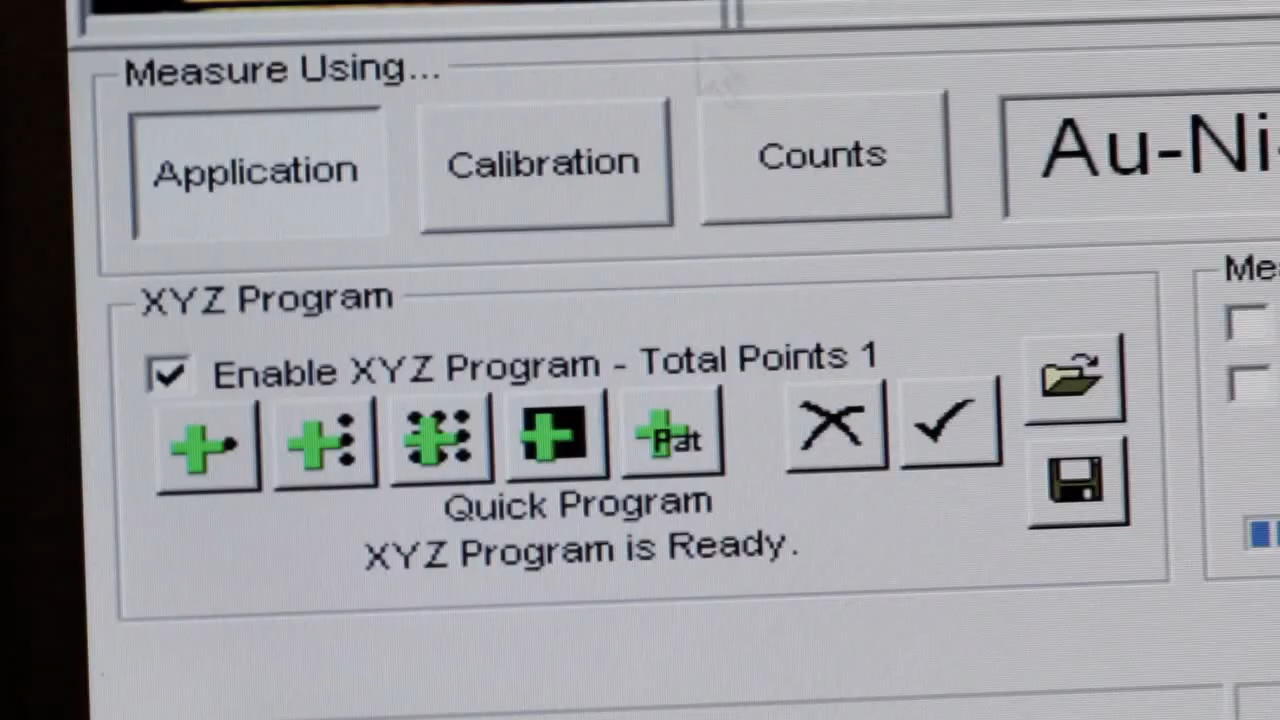 Measure Using...
Application
Calibration
Counts
Au-Ni-
XYZ Program
Me
Enable XYZ Program - Total Points 1
Pat
Quick Program
XYZ Program is Ready.